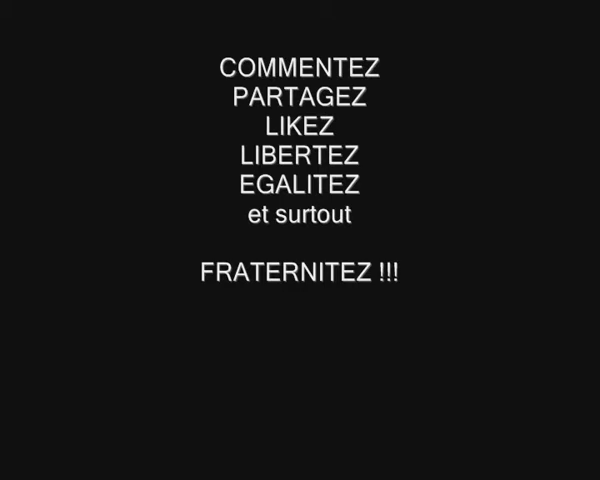 COMMENTEZ
PARTAGEZ
LIKEZ
LIBERTEZ
EGALITEZ
et surtout
FRATERNITEZ !!!